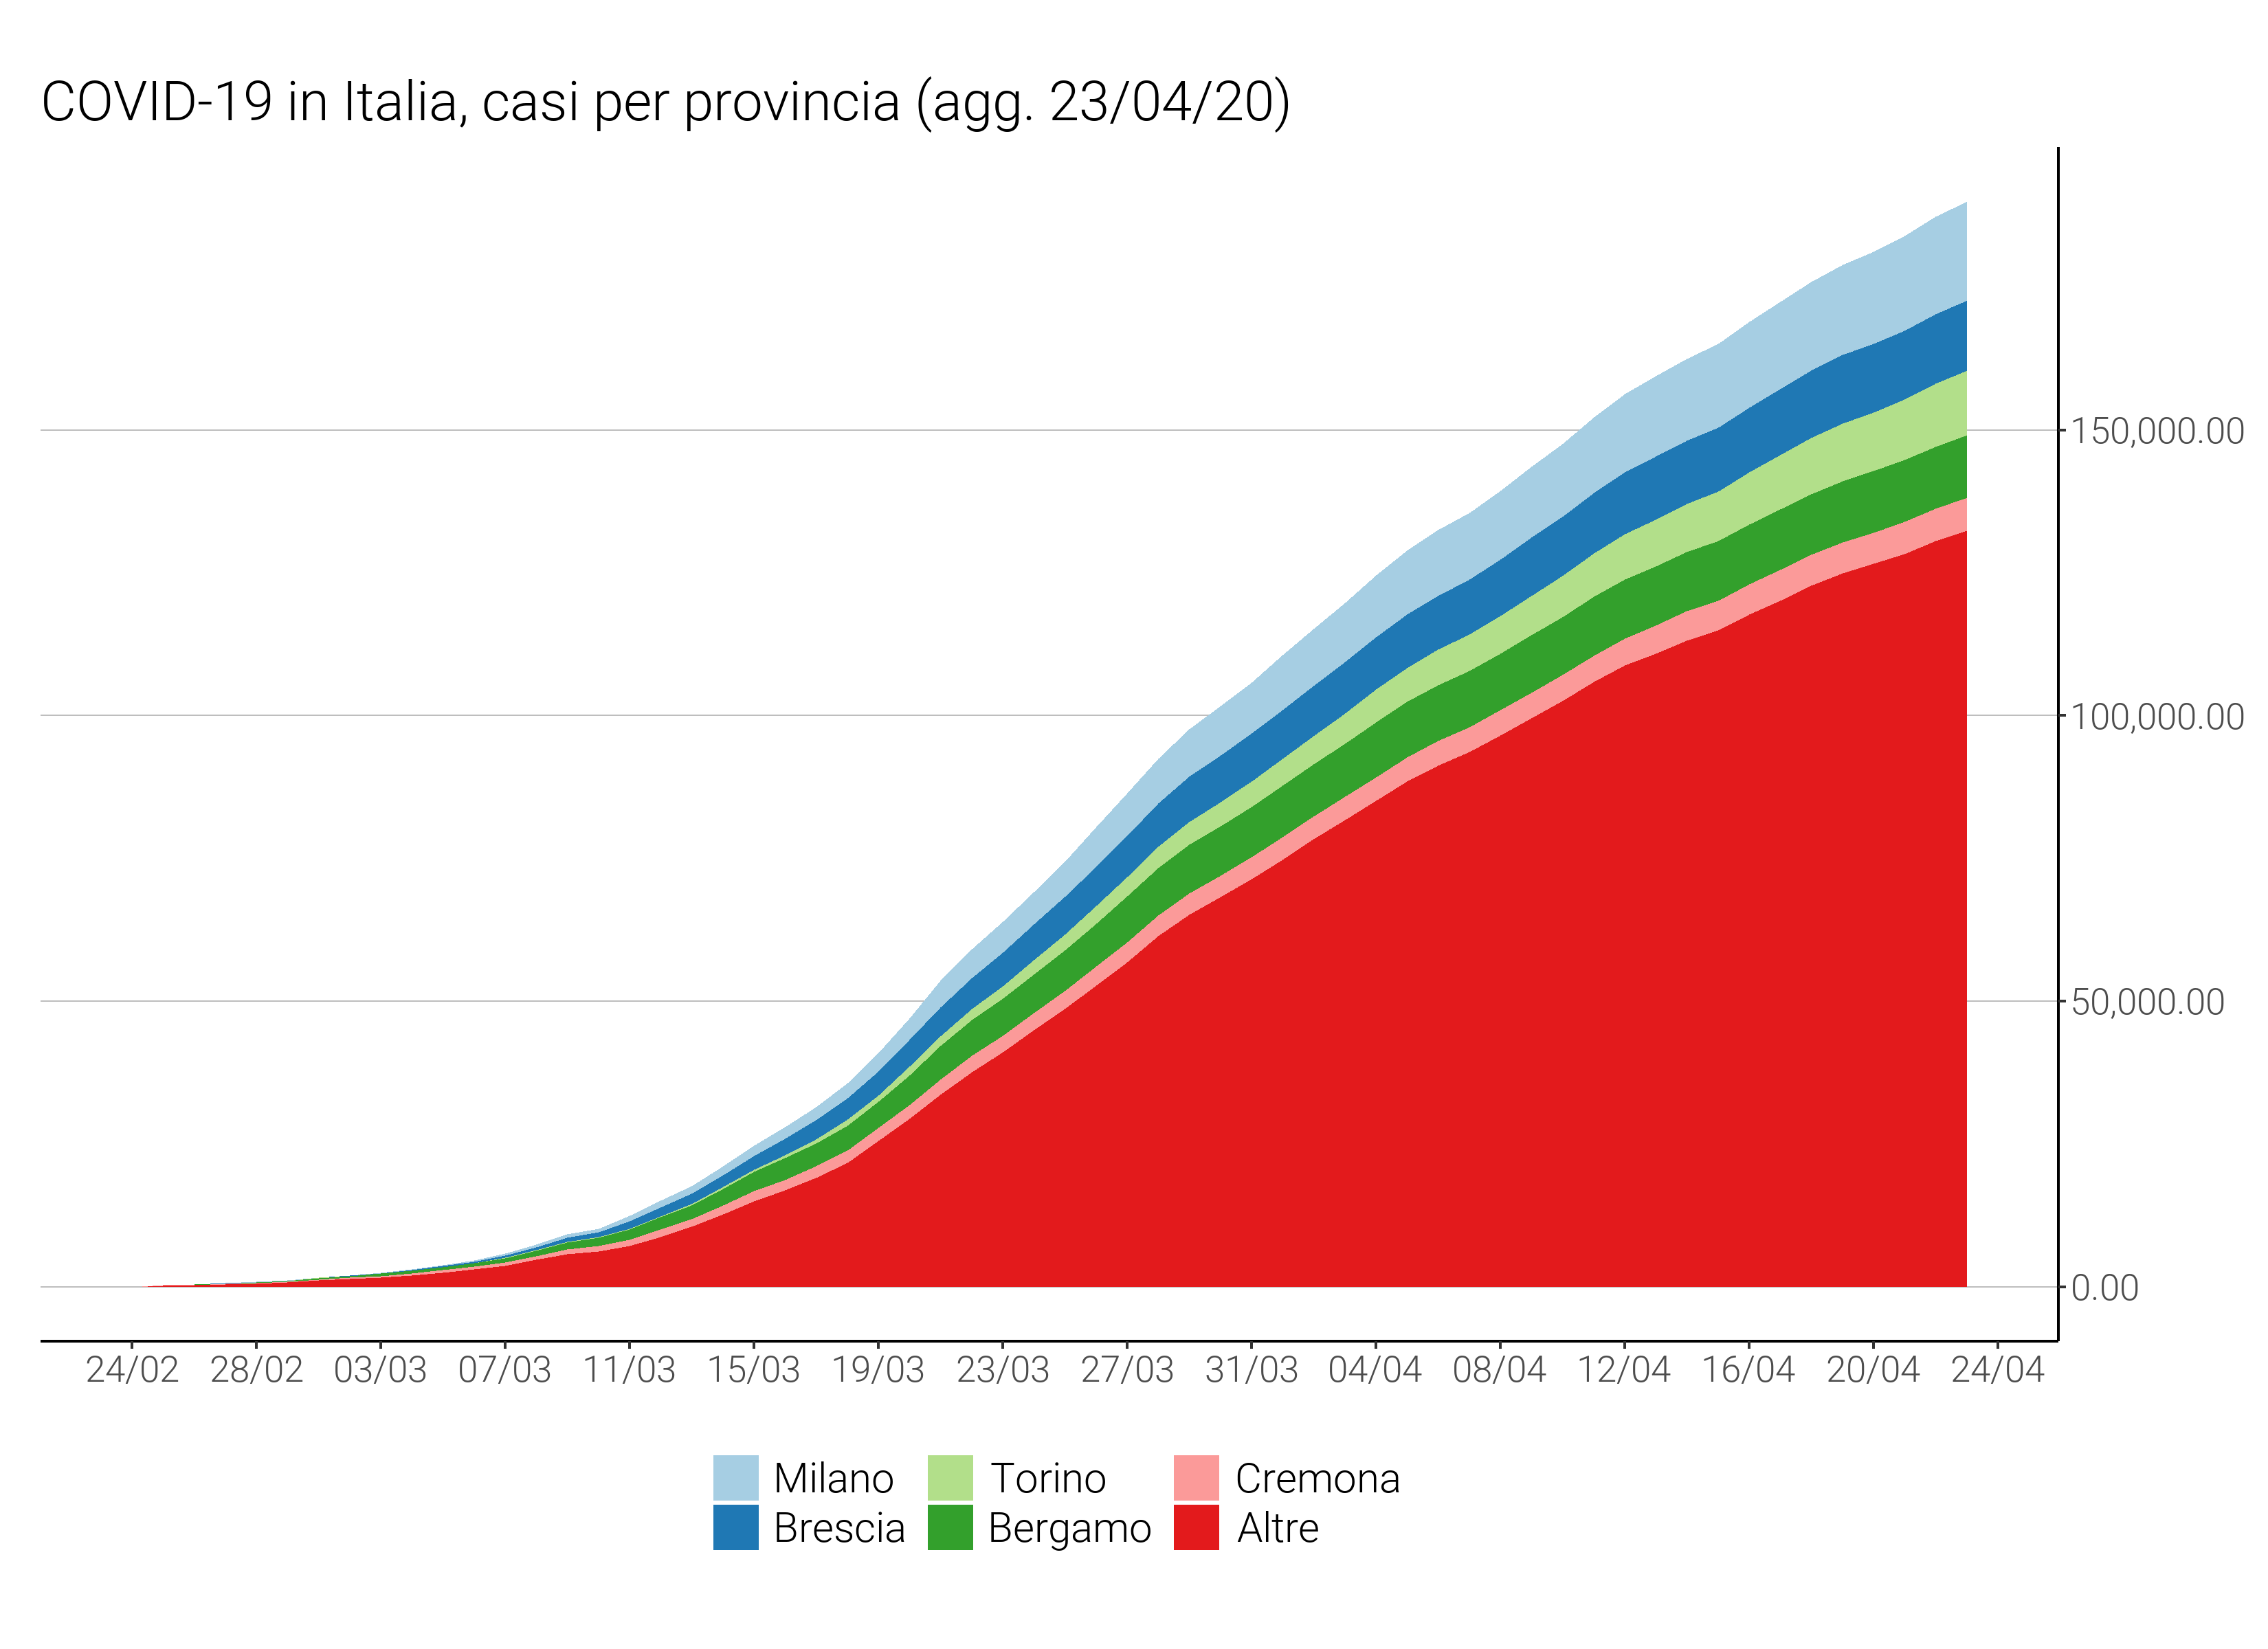 COVID-19 in Italia, casi per provincia (agg. 23/04/20)
150,000.00
100,000.00
50,000.00
0.00
24/02 28/02 03/03 07/03 11/03 15/03 19/03 23/03 27/03 31/03 04/04 08/04 12/04 16/04 20/04 24/04
Milano Torino Cremona
Brescia Bergamo Altre